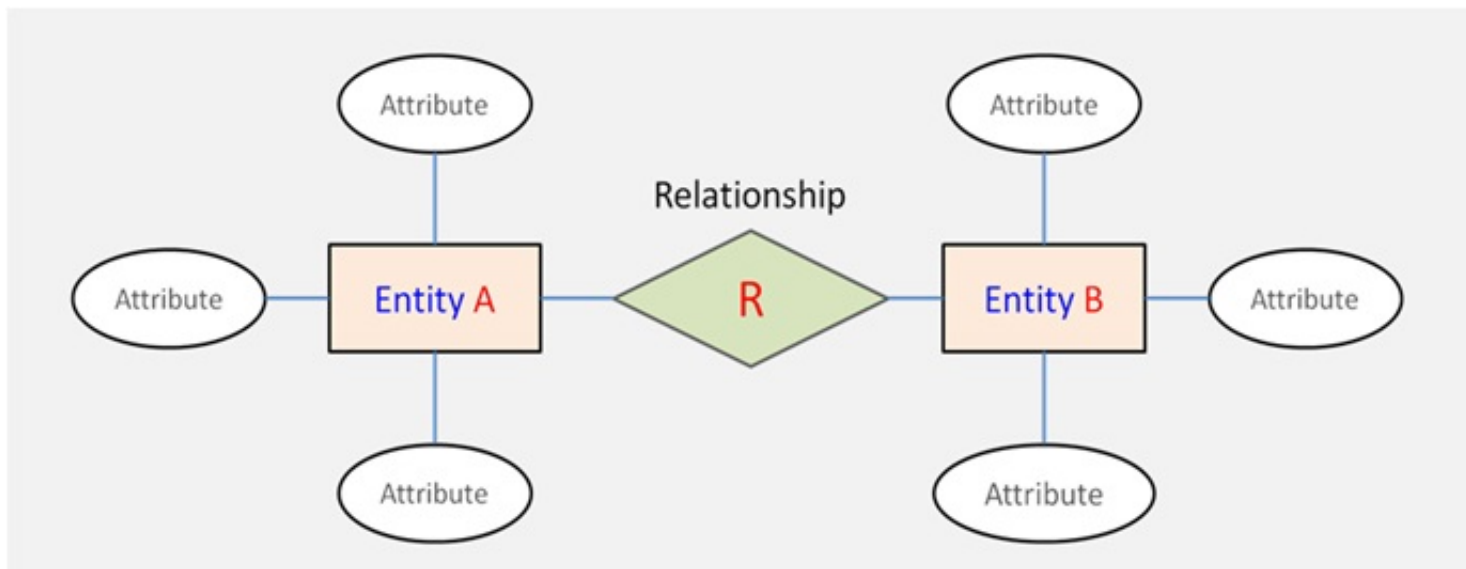 Attribute
Attribute
Relationship
Attribute
Entity A
R
Entity B
Attribute
Attribute
Attribute